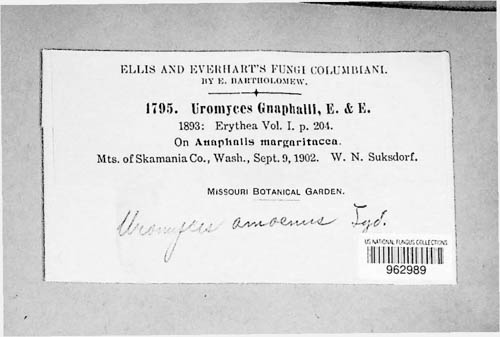 ELLIS AND EVERHART'S FUNGI COLUMBIANI.
BY E. BARTHOLOMEW.
1795. Uromyces Gnaphalii, E. & E.
1893: Erythea Vol. I. p. 204.
On Anaphalis margaritacea.
Mts. of Skamania Co., Wash., Sept. 9, 1902. W. N. Suksdorf.
MISSOURI BOTANICAL GARDEN.
Uromyces amoenus Syd.
US NATIONAL FUNGUS COLLECTIONS
962989